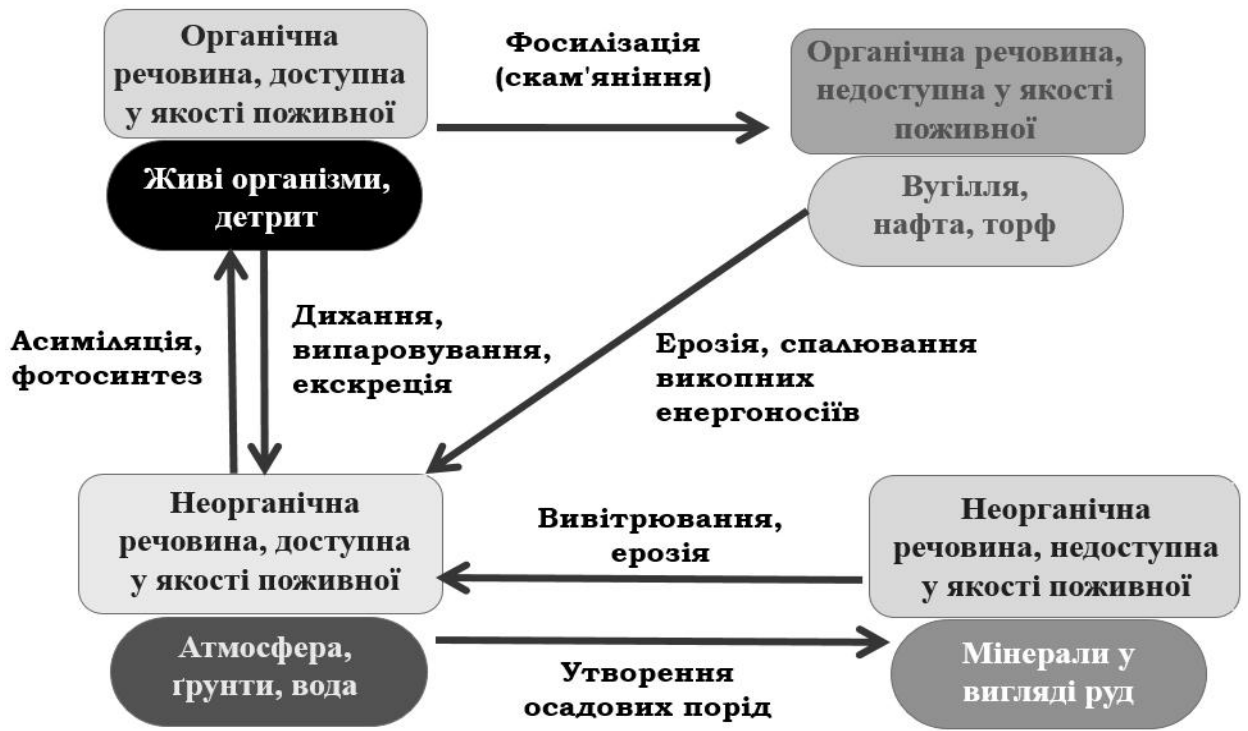 Органічна
речовина, доступна
у якості поживної
Живі організми,
детрит
Фосилізація
(скам'яніння)
Органічна речовина,
недоступна у якості
поживної
Вугілля,
нафта, торф
Асиміляція,
фотосинтез
Дихання,
випаровування,
екскреція
Ерозія, спалювання
викопних
енергоносіїв
Неорганічна
речовина, доступна
у якості поживної
Атмосфера,
ґрунти, вода
Вивітрювання,
ерозія
Утворення
осадових порід
Неорганічна
речовина, недоступна
у якості поживної
Мінерали у
вигляді руд